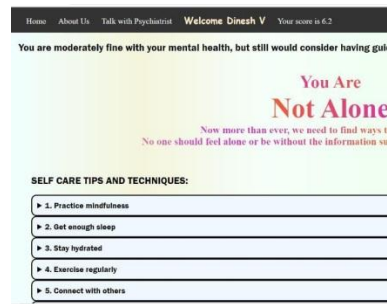 Home About Us Talk with Psychiatrist Welcome Dinesh V Your score is 6.2
You are moderately fine with your mental health, but still would consider having
You Are
Not Alone
Now more than ever, we need to find ways
No one should feel alone or be without the information
SELF CARE TIPS AND TECHNIQUES:
▶ 1. Practice mindfulness
▶ 2. Get enough sleep
▶ 3. Stay hydrated
▶ 4. Exercise regularly
▶ 5. Connect with others